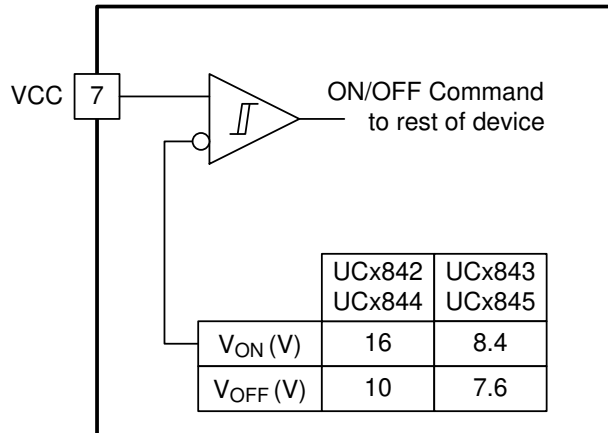 VCC 7
ON/OFF Command
to rest of device
UCx842 UCx843
UCx844 UCx845
VON (V) 16 8.4
VOFF (V) 10 7.6